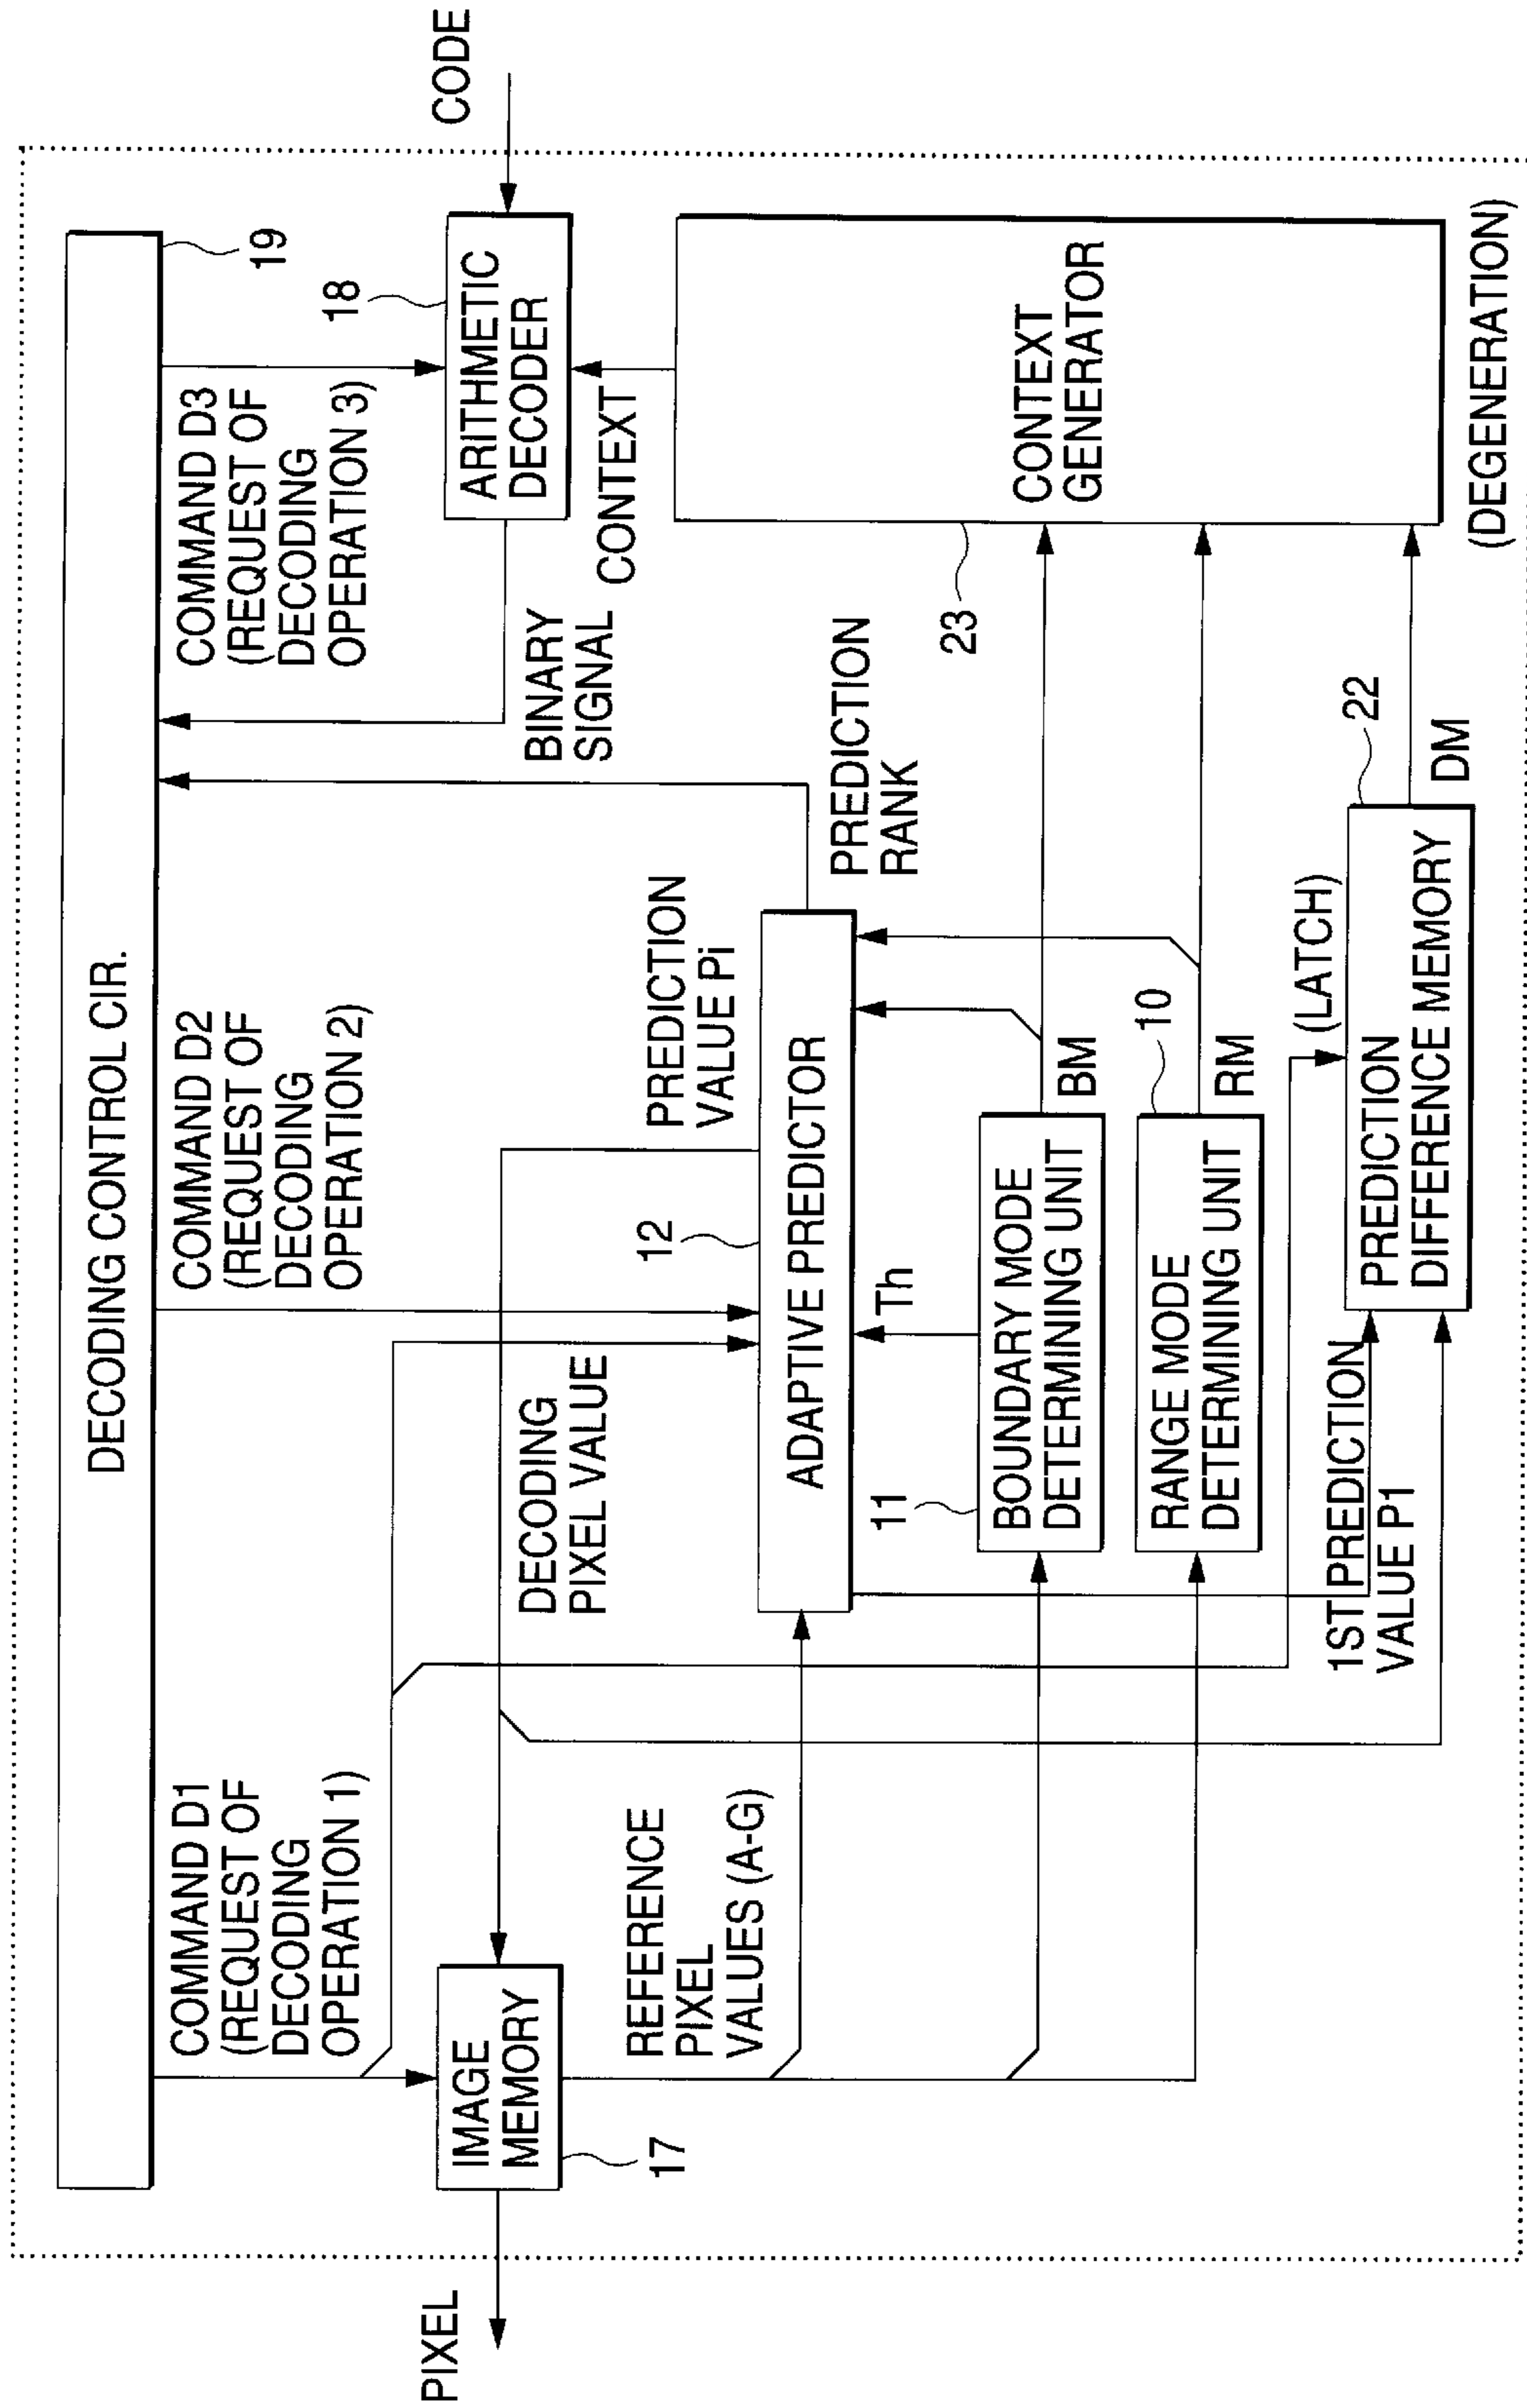 DECODING CONTROL CIR.
19
COMMAND D1
(REQUEST OF
DECODING
OPERATION 1)
COMMAND D2
(REQUEST OF
DECODING
OPERATION 2)
COMMAND D3
(REQUEST OF
DECODING
OPERATION 3)
18
PIXEL
IMAGE
MEMORY
17
DECODING
PIXEL VALUE
PREDICTION
VALUE Pi
BINARY
SIGNAL
ARITHMETIC
DECODER
CODE
CONTEXT
REFERENCE
PIXEL
VALUES (A-G)
12
ADAPTIVE PREDICTOR
PREDICTION
RANK
Th
11
BOUNDARY MODE
DETERMINING UNIT
BM
23
CONTEXT
GENERATOR
10
RANGE MODE
DETERMINING UNIT
RM
(LATCH)
1ST PREDICTION
VALUE P1
22
PREDICTION
DIFFERENCE MEMORY
DM
(DEGENERATION)